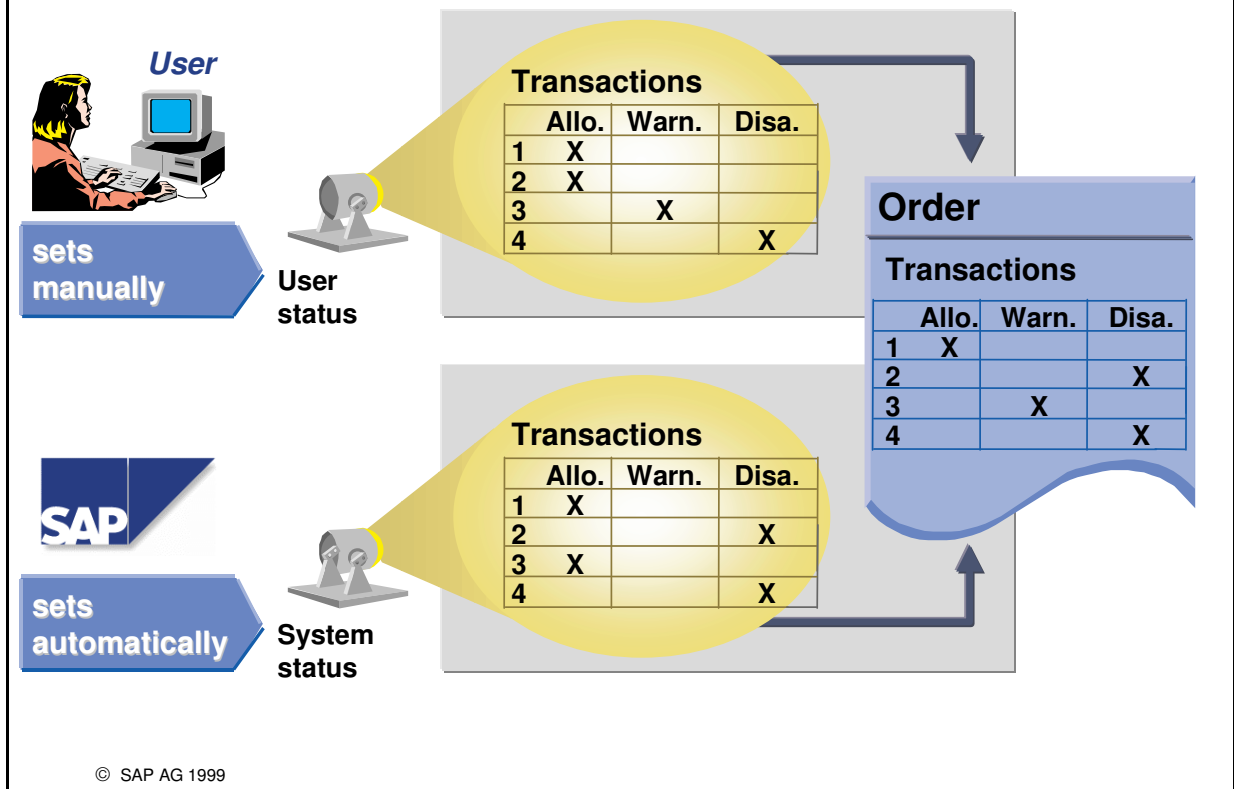 User
sets
manually
User
status
Transactions
Allo. Warn. Disa.
1 X
2 X
3 X
4 X
SAP
sets
automatically
System
status
Transactions
Allo. Warn. Disa.
1 X
2 X
3 X
4 X
Order
Transactions
Allo. Warn. Disa.
1 X
2 X
3 X
4 X
© SAP AG 1999